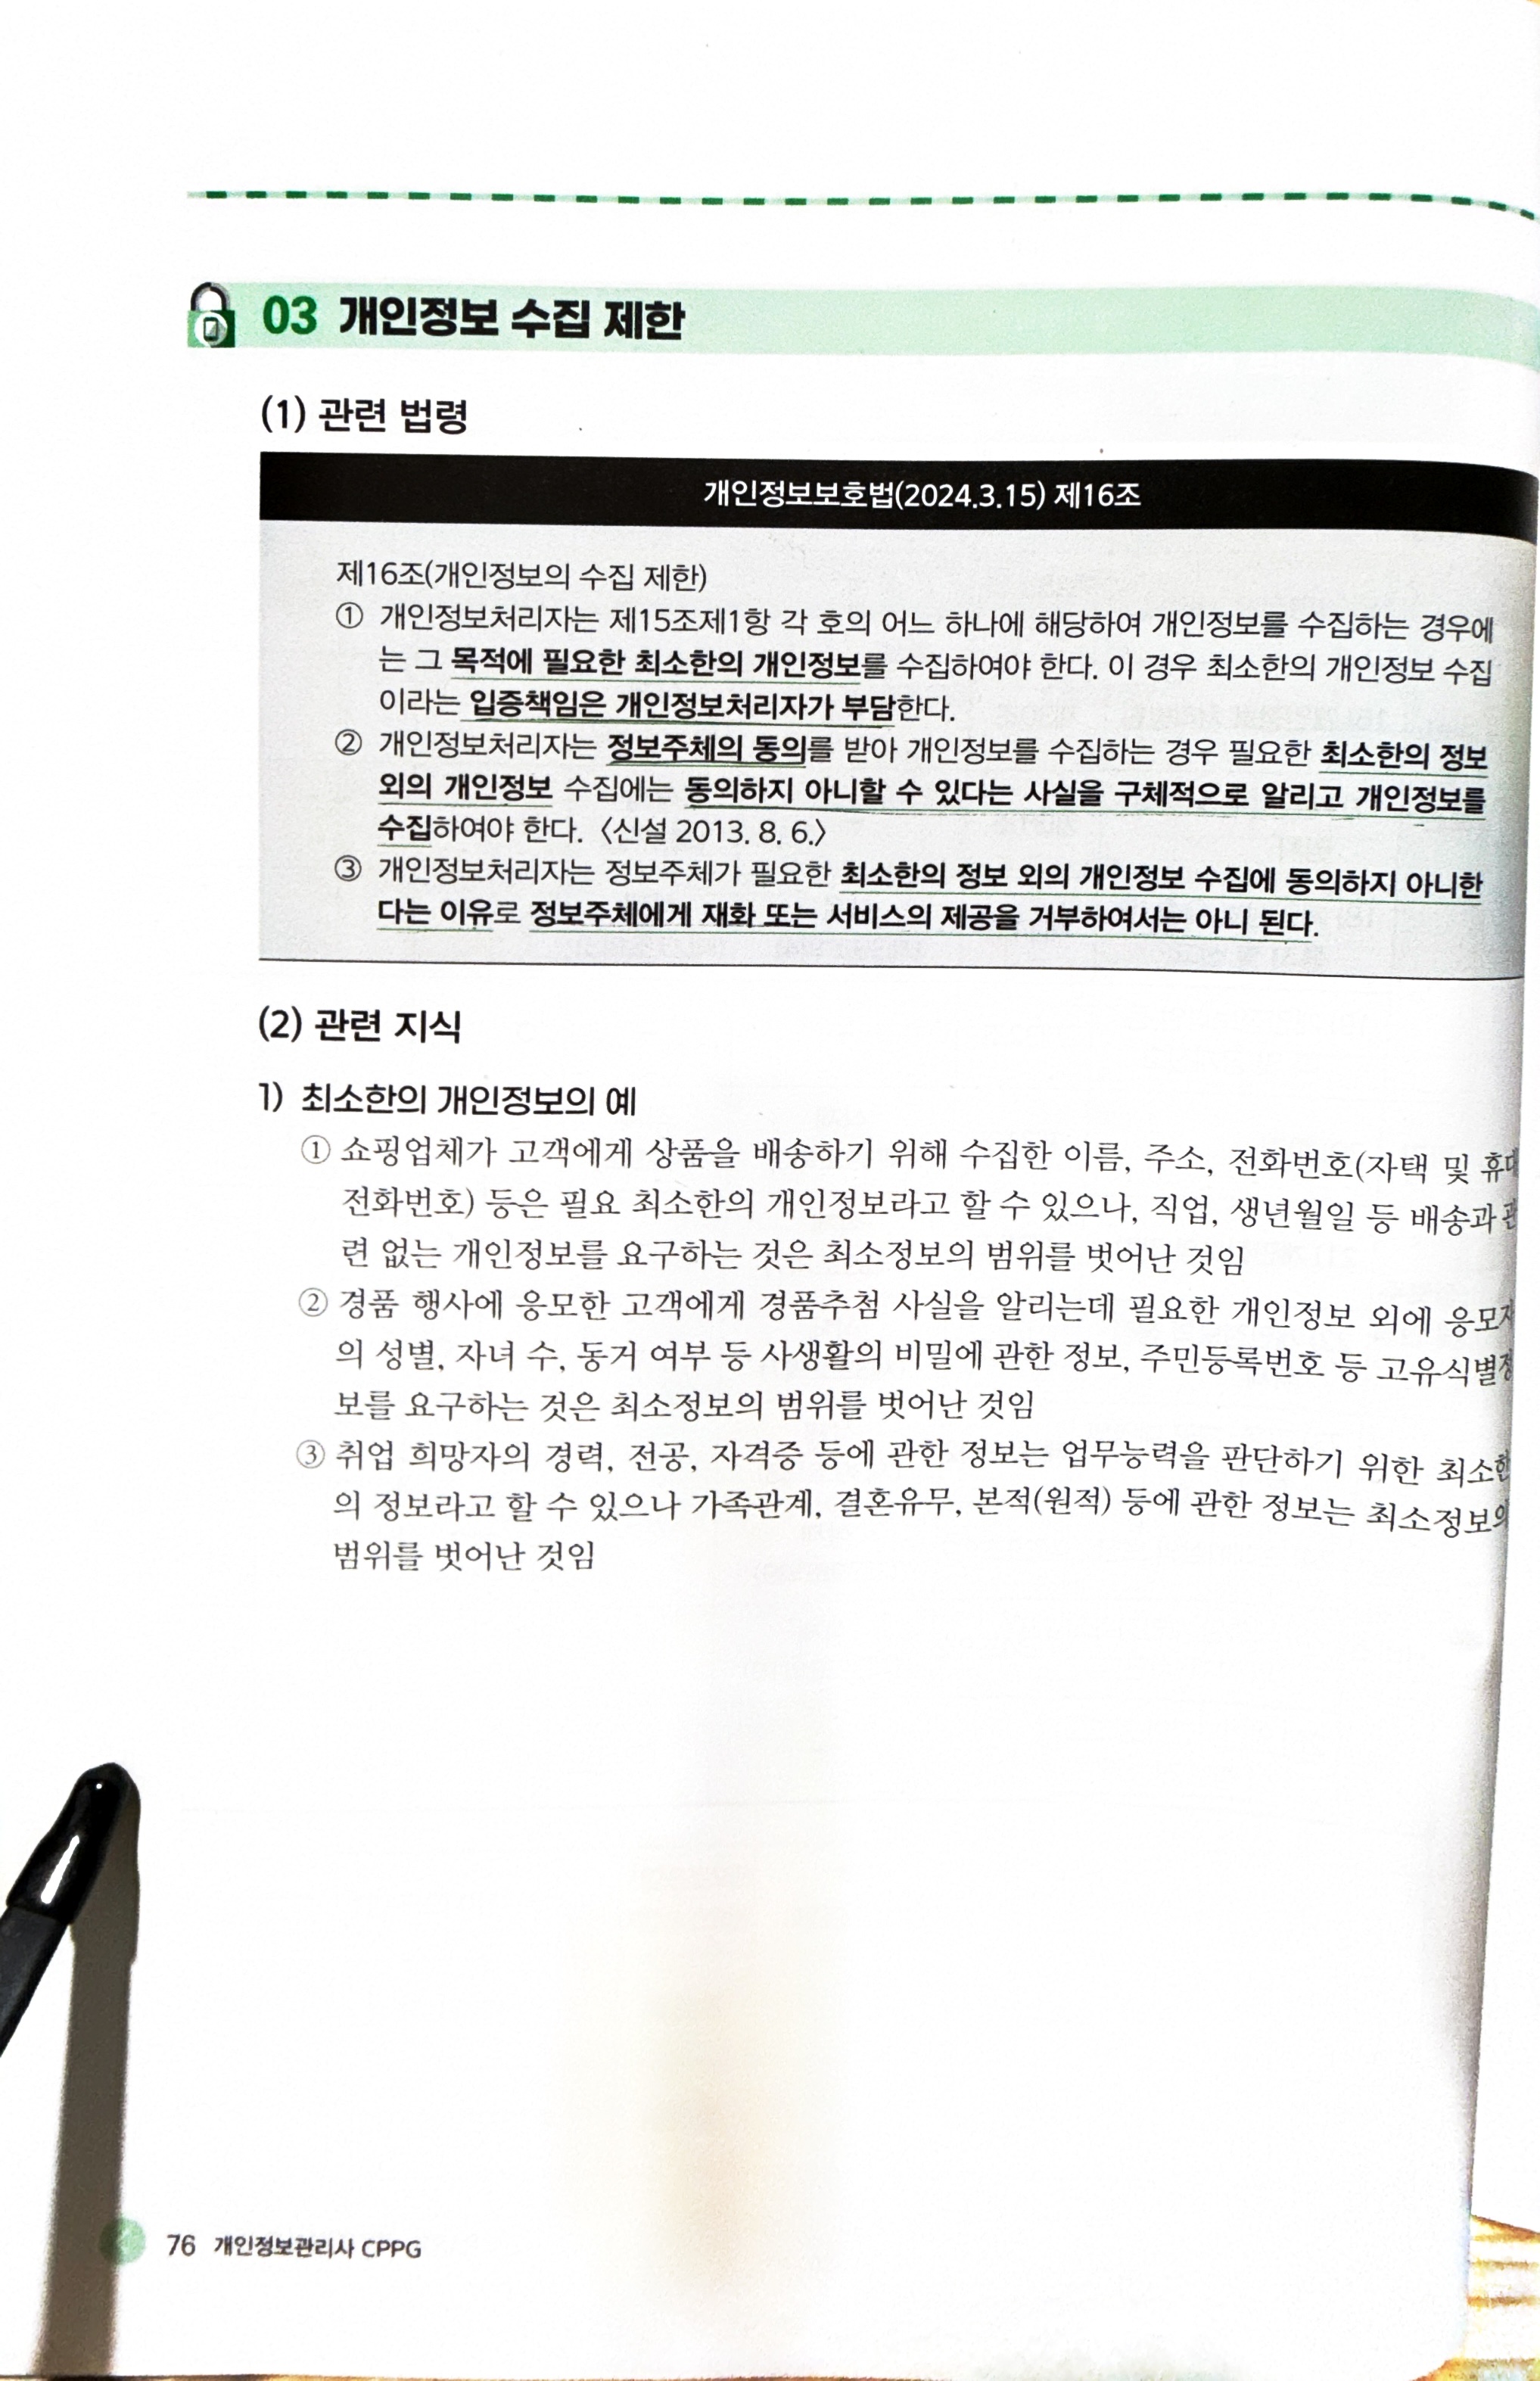 03 개인정보 수집 제한
(1) 관련 법령
개인정보보호법(2024.3.15) 제16조
제16조(개인정보의 수집 제한)
① 개인정보처리자는 제15조제1항 각 호의 어느 하나에 해당하여 개인정보를 수집하는 경우에
는 그 목적에 필요한 최소한의 개인정보를 수집하여야 한다. 이 경우 최소한의 개인정보 수집
이라는 입증책임은 개인정보처리자가 부담한다.
② 개인정보처리자는 정보주체의 동의를 받아 개인정보를 수집하는 경우 필요한 최소한의 정보
외의 개인정보 수집에는 동의하지 아니할 수 있다는 사실을 구체적으로 알리고 개인정보를
수집하여야 한다. 〈신설 2013. 8. 6.〉
③ 개인정보처리자는 정보주체가 필요한 최소한의 정보 외의 개인정보 수집에 동의하지 아니한
다는 이유로 정보주체에게 재화 또는 서비스의 제공을 거부하여서는 아니 된다.
(2) 관련 지식
1) 최소한의 개인정보의 예
① 쇼핑업체가 고객에게 상품을 배송하기 위해 수집한 이름, 주소, 전화번호(자택 및 휴대
전화번호) 등은 필요 최소한의 개인정보라고 할 수 있으나, 직업, 생년월일 등 배송과 관
련 없는 개인정보를 요구하는 것은 최소정보의 범위를 벗어난 것임
② 경품 행사에 응모한 고객에게 경품추첨 사실을 알리는데 필요한 개인정보 외에 응모자
의 성별, 자녀 수, 동거 여부 등 사생활의 비밀에 관한 정보, 주민등록번호 등 고유식별정
보를 요구하는 것은 최소정보의 범위를 벗어난 것임
③ 취업 희망자의 경력, 전공, 자격증 등에 관한 정보는 업무능력을 판단하기 위한 최소한
의 정보라고 할 수 있으나 가족관계, 결혼유무, 본적(원적) 등에 관한 정보는 최소정보의
범위를 벗어난 것임
76 개인정보관리사 CPPG